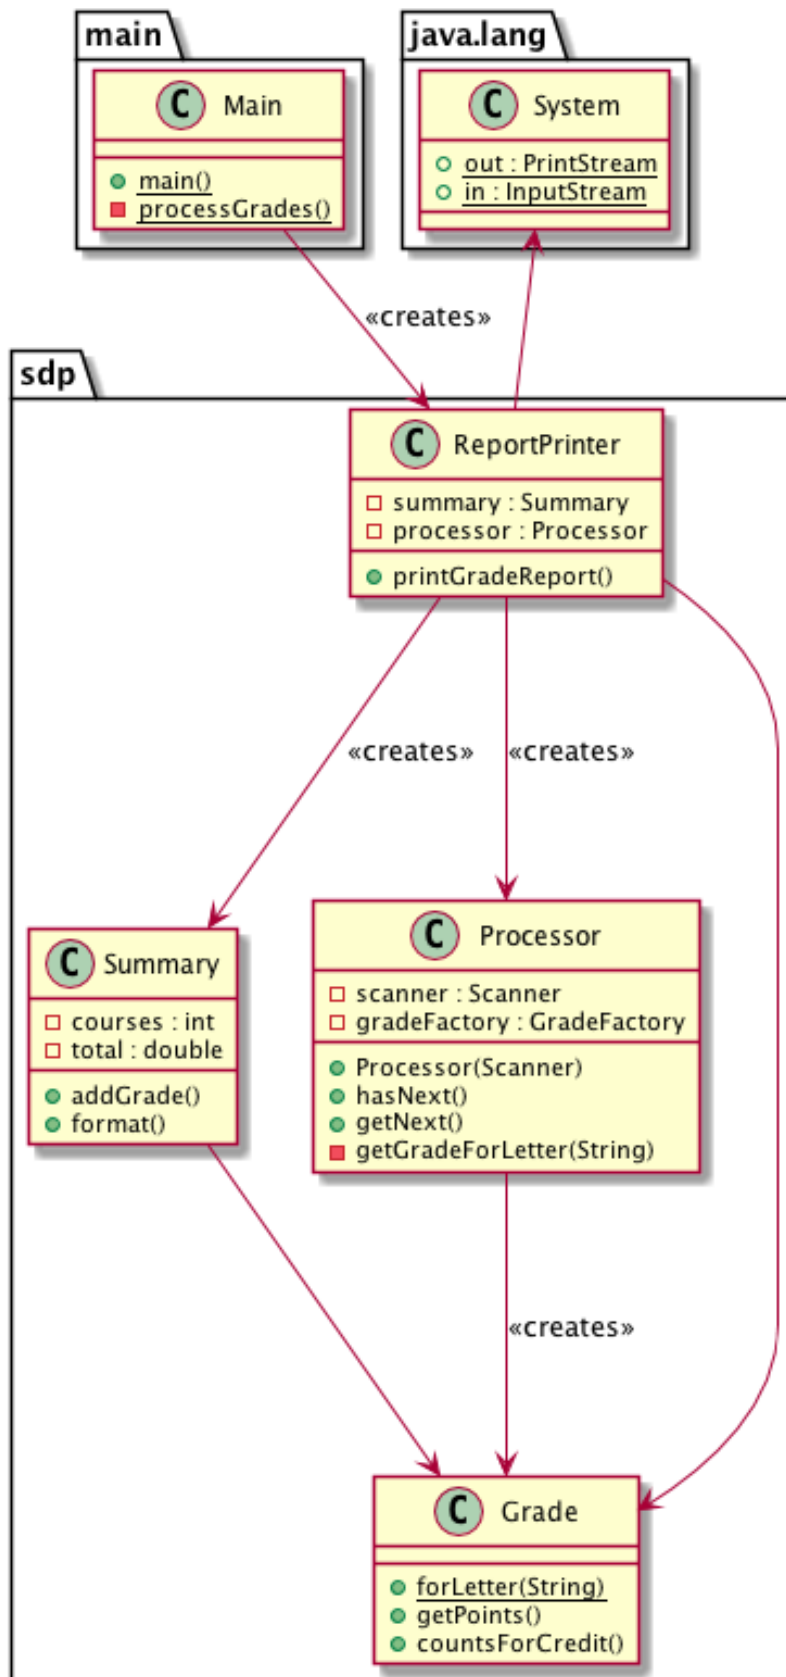 main
java.lang
C Main
C System
main()
processGrades()
out : PrintStream
in : InputStream
«creates»
sdp
C ReportPrinter
summary : Summary
processor : Processor
printGradeReport()
«creates»
«creates»
C Summary
courses : int
total : double
addGrade()
format()
C Processor
scanner : Scanner
gradeFactory : GradeFactory
Processor(Scanner)
hasNext()
getNext()
getGradeForLetter(String)
«creates»
C Grade
forLetter(String)
getPoints()
countsForCredit()